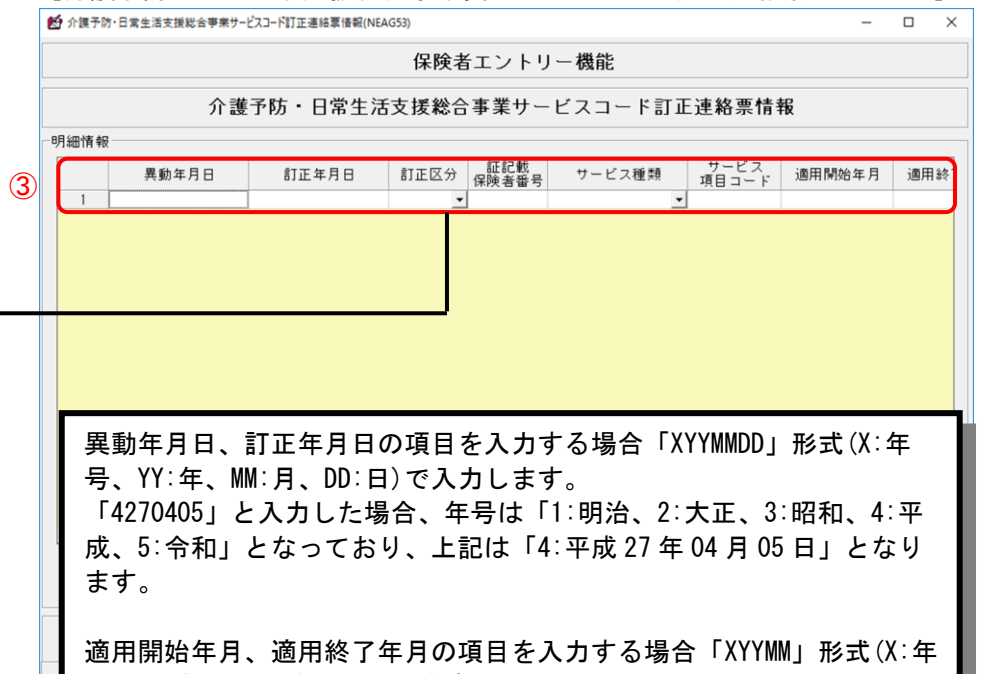 介護予防・日常生活支援総合事業サービスコード訂正連絡票情報(NEAG53)
保険者エントリー機能
介護予防・日常生活支援総合事業サービスコード訂正連絡票情報
明細情報
③
異動年月日 訂正年月日 訂正区分 証記載保険者番号 サービス種類 サービス項目コード 適用開始年月 適用終
1
異動年月日、訂正年月日の項目を入力する場合「XYYMMDD」形式(X:年
号、YY:年、MM:月、DD:日)で入力します。
「4270405」と入力した場合、年号は「1:明治、2:大正、3:昭和、4:平
成、5:令和」となっており、上記は「4:平成 27 年 04 月 05 日」となり
ます。
適用開始年月、適用終了年月の項目を入力する場合「XYYMM」形式(X:年